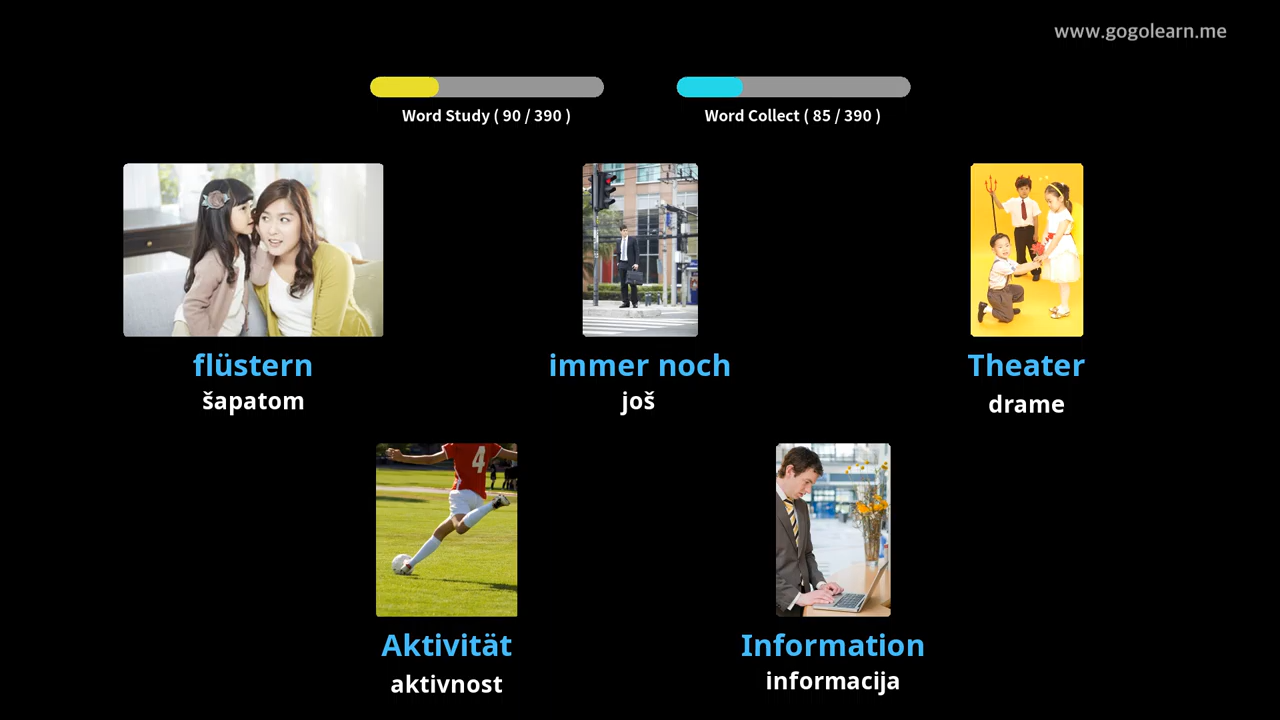 www.gogolearn.me
Word Study ( 90 / 390 )
Word Collect ( 85 / 390 )
flüstern
šapatom
immer noch
još
Theater
drame
4
Aktivität
aktivnost
Information
informacija